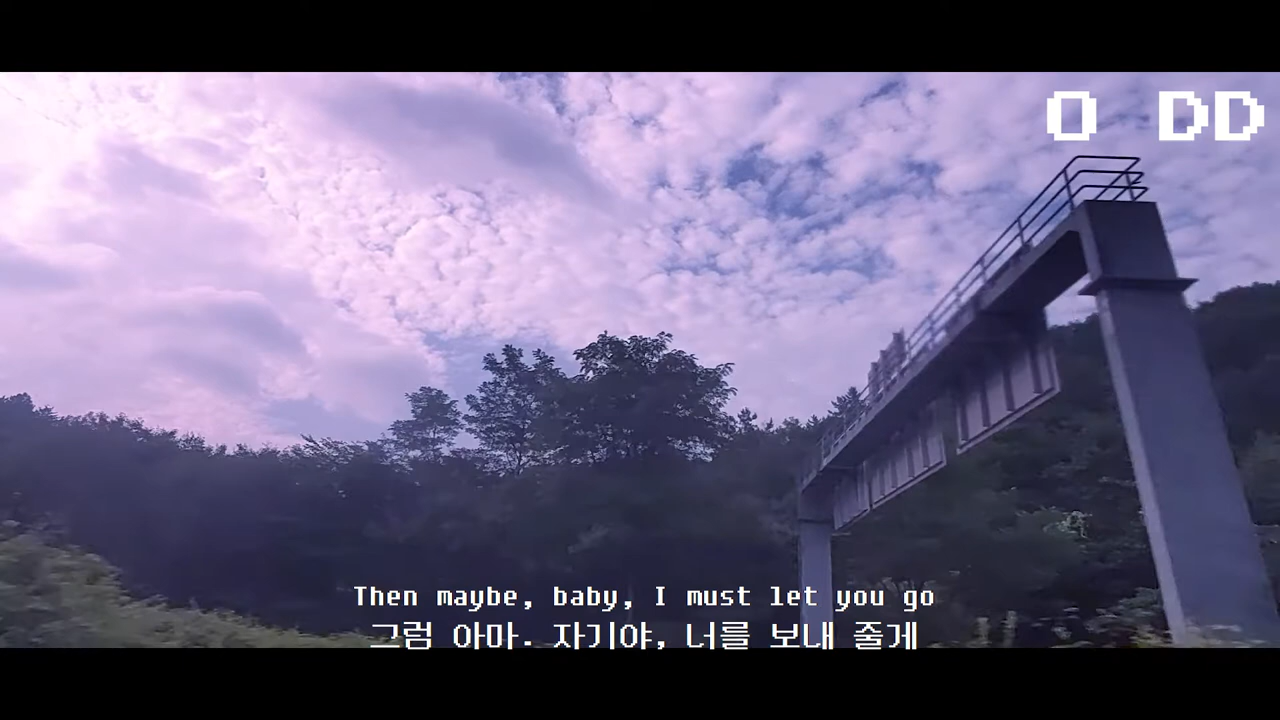 O DD
Then maybe, baby, I must let you go
그럼 아마. 자기야, 너를 보내 줄게